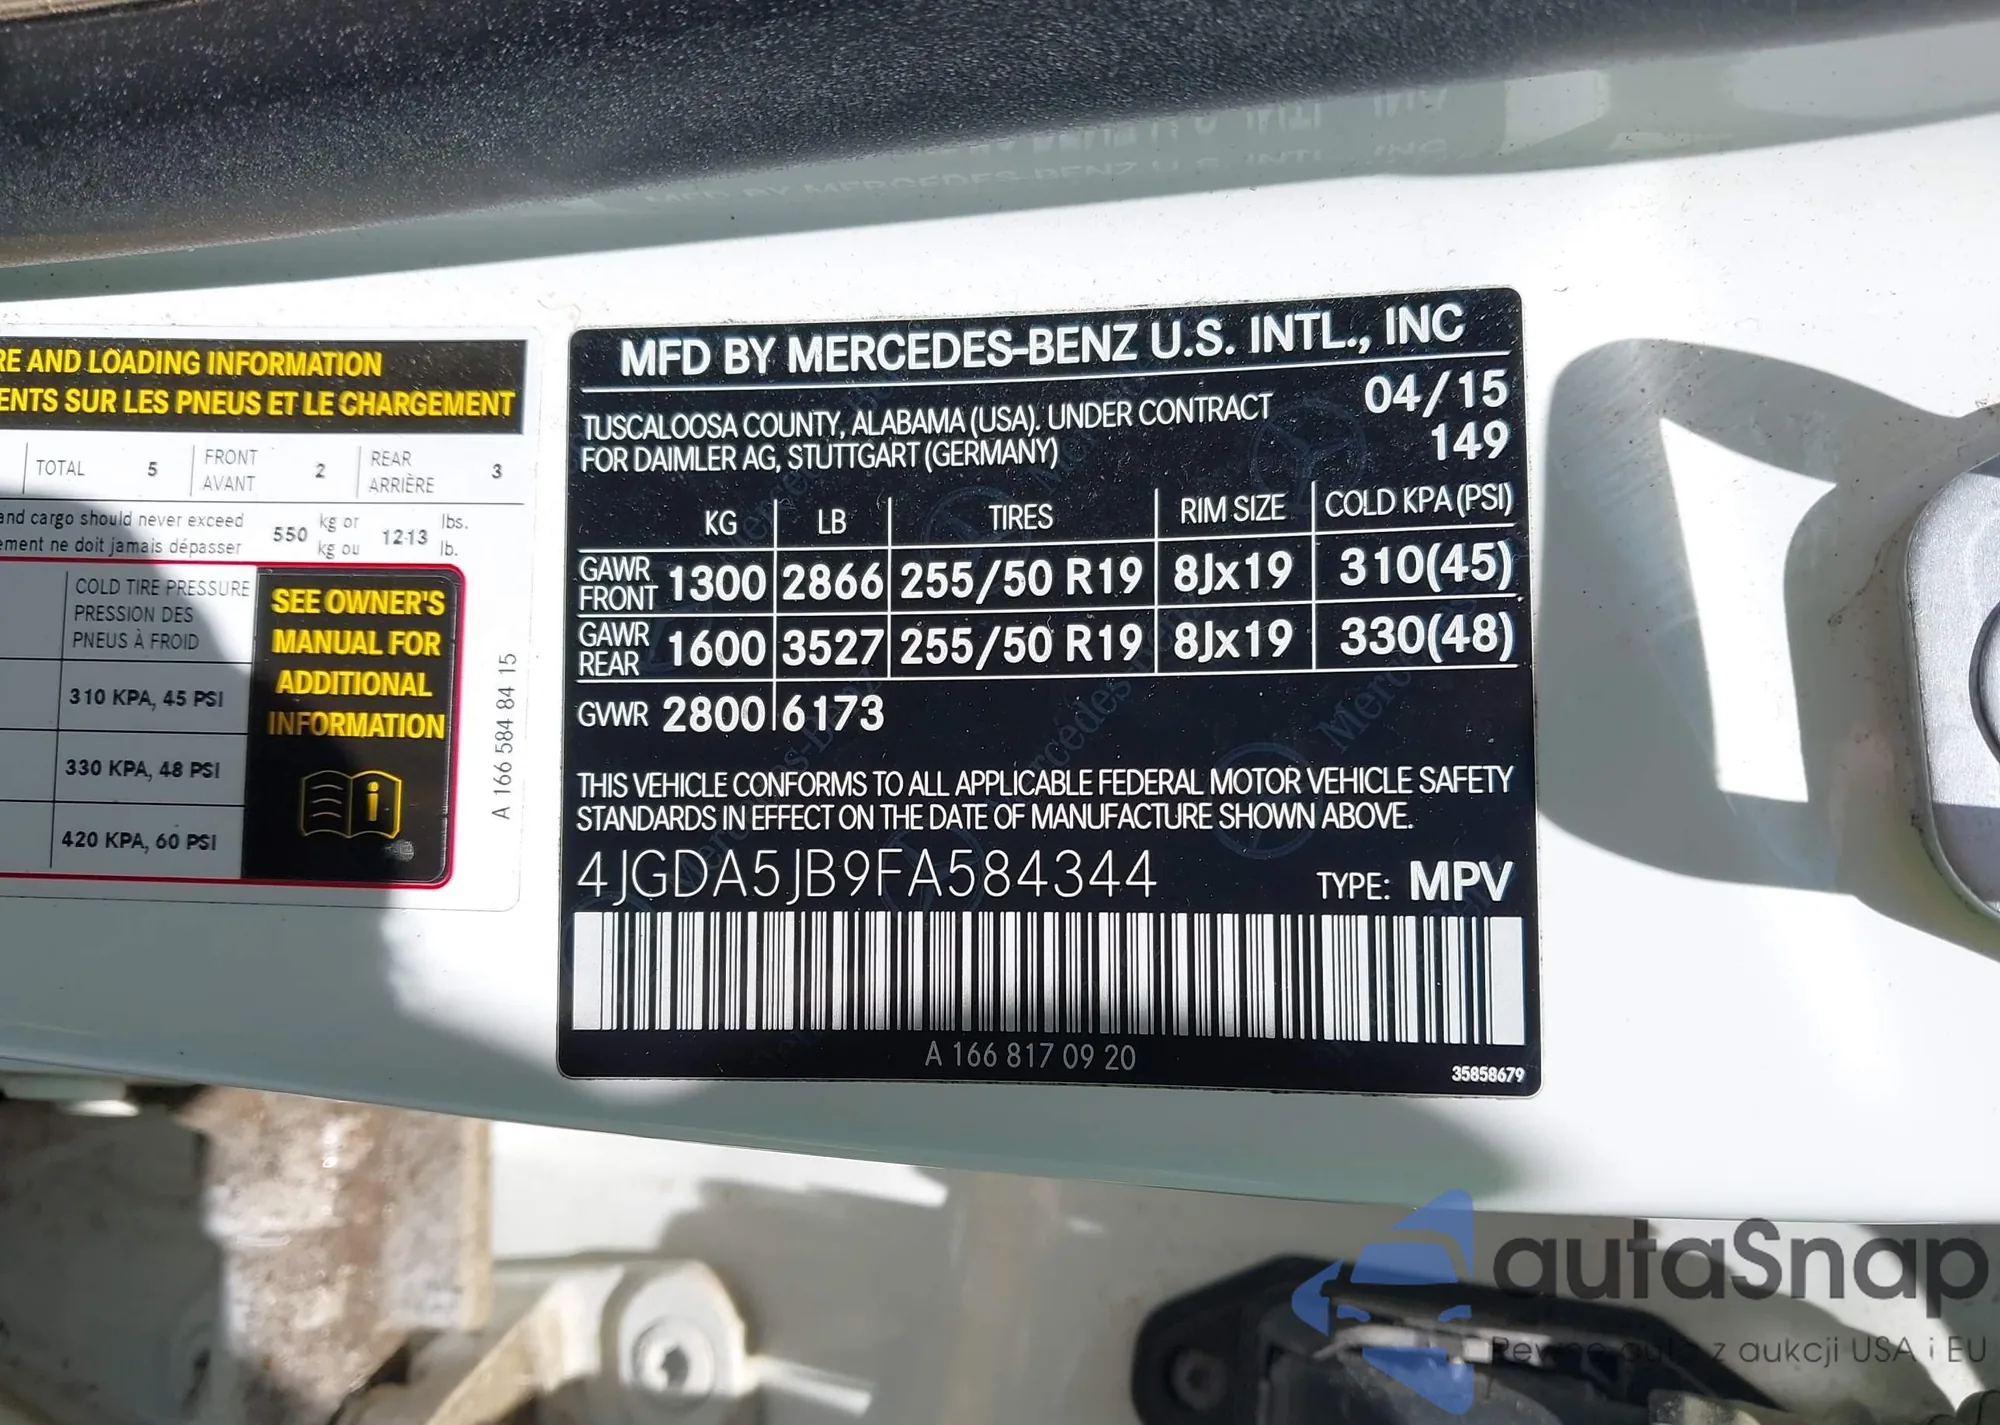 RE AND LOADING INFORMATION
ENTS SUR LES PNEUS ET LE CHARGEMENT
TOTAL 5 FRONT AVANT 2 REAR ARRIÈRE 3
and cargo should never exceed 550 kg or 1213 lbs.
ement ne doit jamais dépasser kg ou lb.
COLD TIRE PRESSURE
PRESSION DES
PNEUS À FROID
310 KPA, 45 PSI
330 KPA, 48 PSI
420 KPA, 60 PSI
SEE OWNER'S
MANUAL FOR
ADDITIONAL
INFORMATION
A 166 584 84 15
MFD BY MERCEDES-BENZ U.S. INTL., INC
TUSCALOOSA COUNTY, ALABAMA (USA). UNDER CONTRACT 04/15
FOR DAIMLER AG, STUTTGART (GERMANY) 149
KG LB TIRES RIM SIZE COLD KPA (PSI)
GAWR FRONT 1300 2866 255/50 R19 8Jx19 310(45)
GAWR REAR 1600 3527 255/50 R19 8Jx19 330(48)
GVWR 2800 6173
THIS VEHICLE CONFORMS TO ALL APPLICABLE FEDERAL MOTOR VEHICLE SAFETY
STANDARDS IN EFFECT ON THE DATE OF MANUFACTURE SHOWN ABOVE.
4JGDA5JB9FA584344 TYPE: MPV
A 166 817 09 20
35858679
autaSnap
Pewne auta z aukcji USA i EU